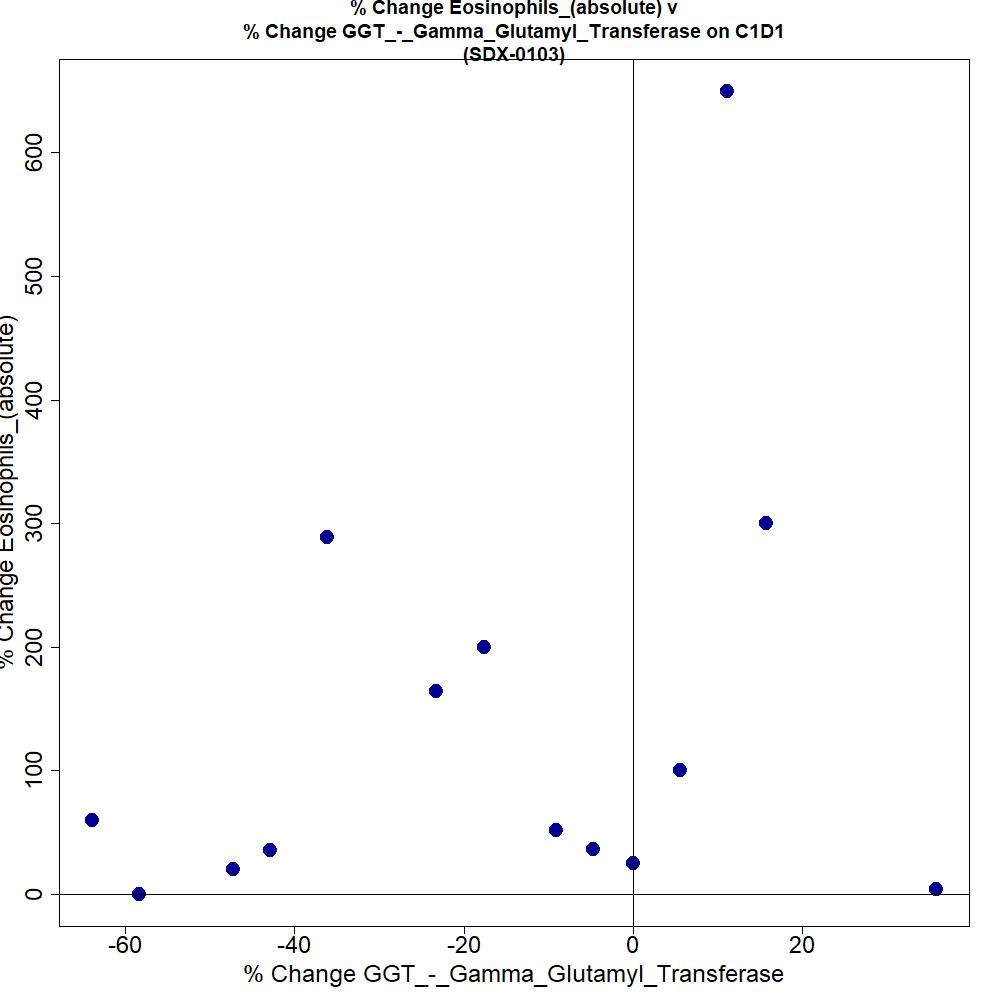 % Change Eosinophils_(absolute) v
% Change GGT_-_Gamma_Glutamyl_Transferase on C1D1
(SDX-0103)
% Change Eosinophils_(absolute)
600
500
400
300
200
100
0
-60 -40 -20 0 20
% Change GGT_-_Gamma_Glutamyl_Transferase